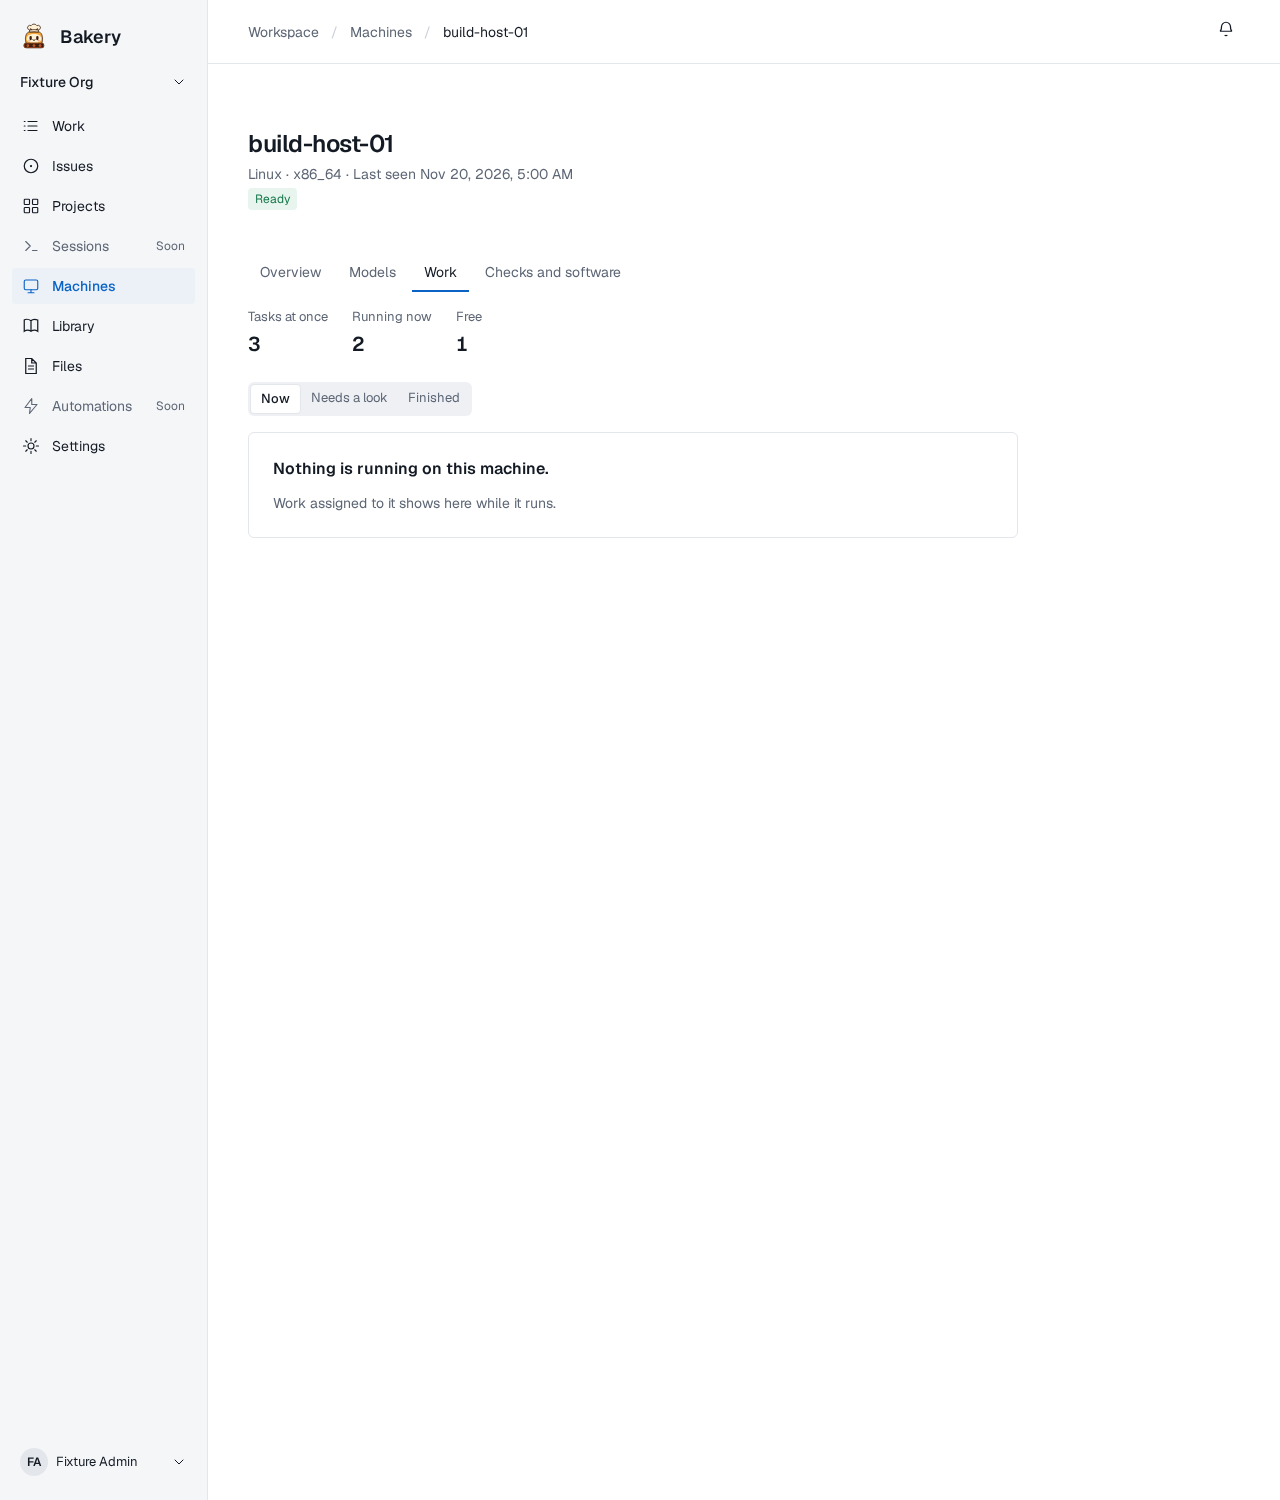 Bakery
Fixture Org
Work
Issues
Projects
Sessions Soon
Machines
Library
Files
Automations Soon
Settings
FA Fixture Admin
Workspace / Machines / build-host-01
build-host-01
Linux · x86_64 · Last seen Nov 20, 2026, 5:00 AM
Ready
Overview Models Work Checks and software
Tasks at once Running now Free
3 2 1
Now Needs a look Finished
Nothing is running on this machine.
Work assigned to it shows here while it runs.